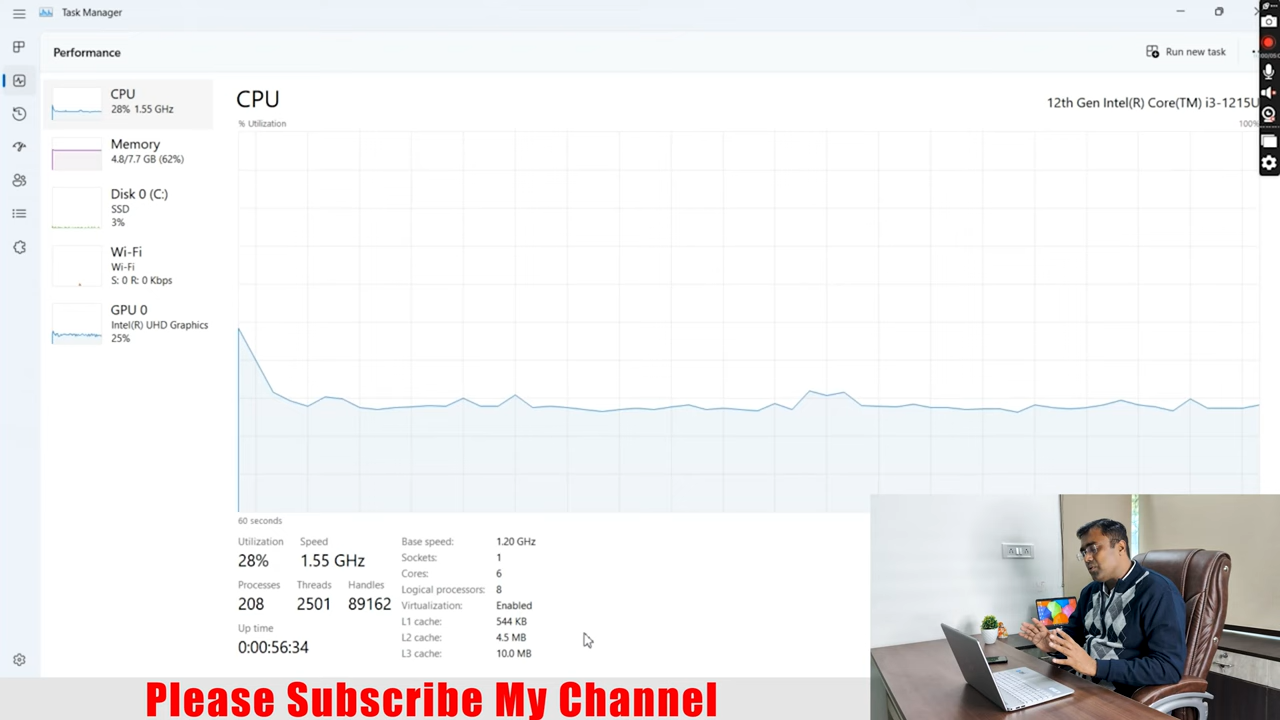 Task Manager
Performance
Run new task
CPU
28% 1.55 GHz
Memory
4.8/7.7 GB (62%)
Disk 0 (C:)
SSD
3%
Wi-Fi
Wi-Fi
S: 0 R: 0 Kbps
GPU 0
Intel(R) UHD Graphics
25%
CPU
12th Gen Intel(R) Core(TM) i3-1215U
% Utilization
100%
60 seconds
Utilization Speed
28% 1.55 GHz
Processes Threads Handles
208 2501 89162
Up time
0:00:56:34
Base speed: 1.20 GHz
Sockets: 1
Cores: 6
Logical processors: 8
Virtualization: Enabled
L1 cache: 544 KB
L2 cache: 4.5 MB
L3 cache: 10.0 MB
Please Subscribe My Channel